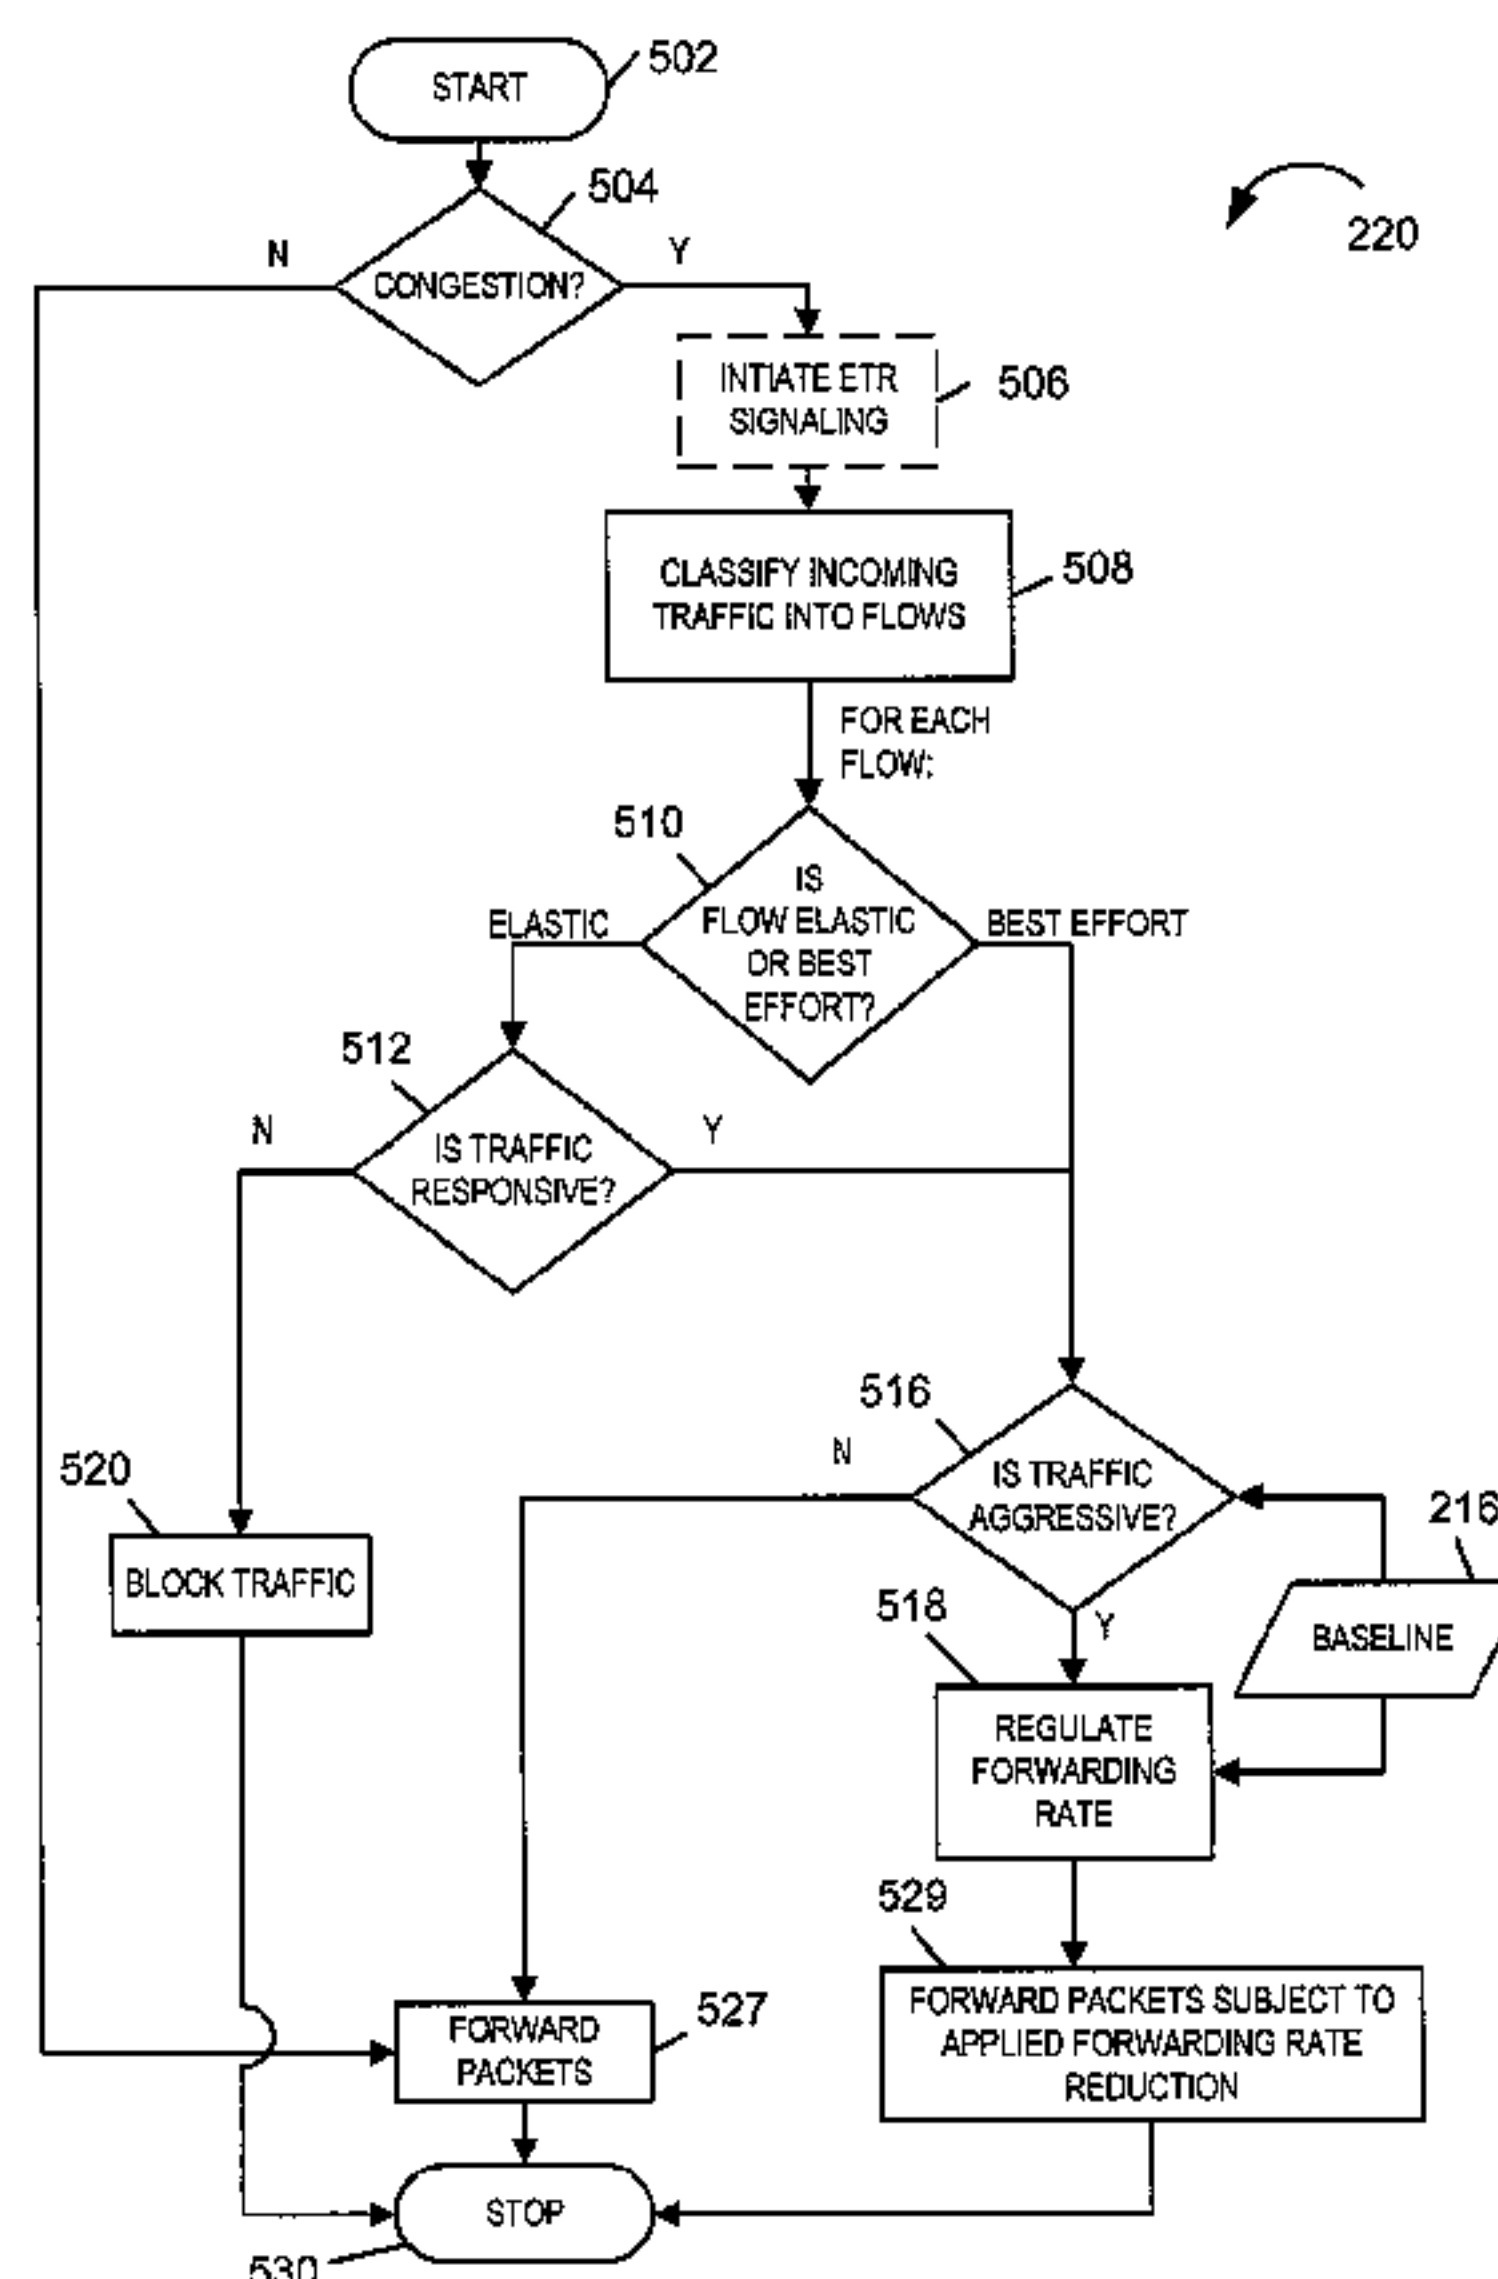 START
502
504
N
Y
CONGESTION?
220
INTIATE ETR
SIGNALING
506
CLASSIFY INCOMING
TRAFFIC INTO FLOWS
508
FOR EACH
FLOW:
510
IS
FLOW ELASTIC
OR BEST
EFFORT?
ELASTIC
BEST EFFORT
512
N
Y
IS TRAFFIC
RESPONSIVE?
516
N
IS TRAFFIC
AGGRESSIVE?
Y
520
BLOCK TRAFFIC
216
BASELINE
518
REGULATE
FORWARDING
RATE
529
FORWARD PACKETS SUBJECT TO
APPLIED FORWARDING RATE
REDUCTION
FORWARD
PACKETS
527
STOP
530